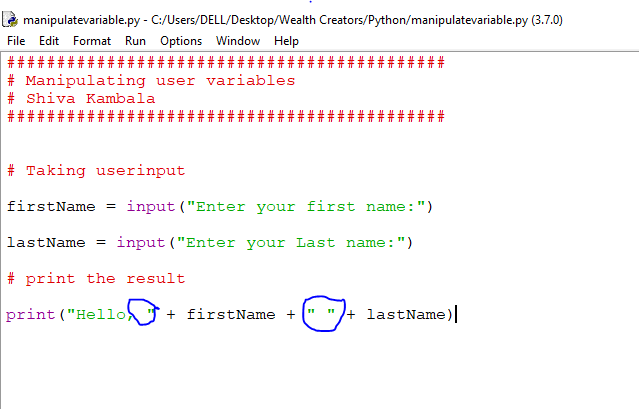 manipulatevariable.py - C:/Users/DELL/Desktop/Wealth Creators/Python/manipulatevariable.py (3.7.0)
File Edit Format Run Options Window Help
############################################
# Manipulating user variables
# Shiva Kambala
############################################
# Taking userinput
firstName = input("Enter your first name:")
lastName = input("Enter your Last name:")
# print the result
print("Hello, " + firstName + " " + lastName)